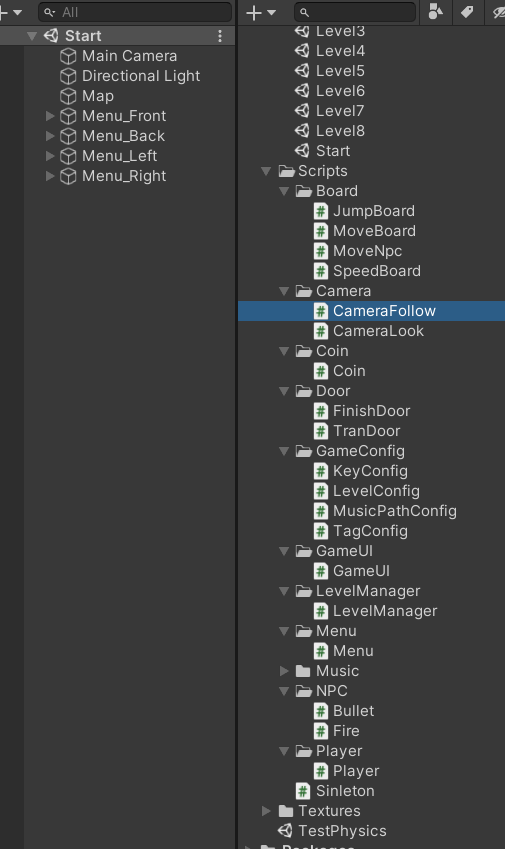 All
Start
Main Camera
Directional Light
Map
Menu_Front
Menu_Back
Menu_Left
Menu_Right
Level3
Level4
Level5
Level6
Level7
Level8
Start
Scripts
Board
JumpBoard
MoveBoard
MoveNpc
SpeedBoard
Camera
CameraFollow
CameraLook
Coin
Coin
Door
FinishDoor
TranDoor
GameConfig
KeyConfig
LevelConfig
MusicPathConfig
TagConfig
GameUI
GameUI
LevelManager
LevelManager
Menu
Menu
Music
NPC
Bullet
Fire
Player
Player
Sinleton
Textures
TestPhysics
Packages